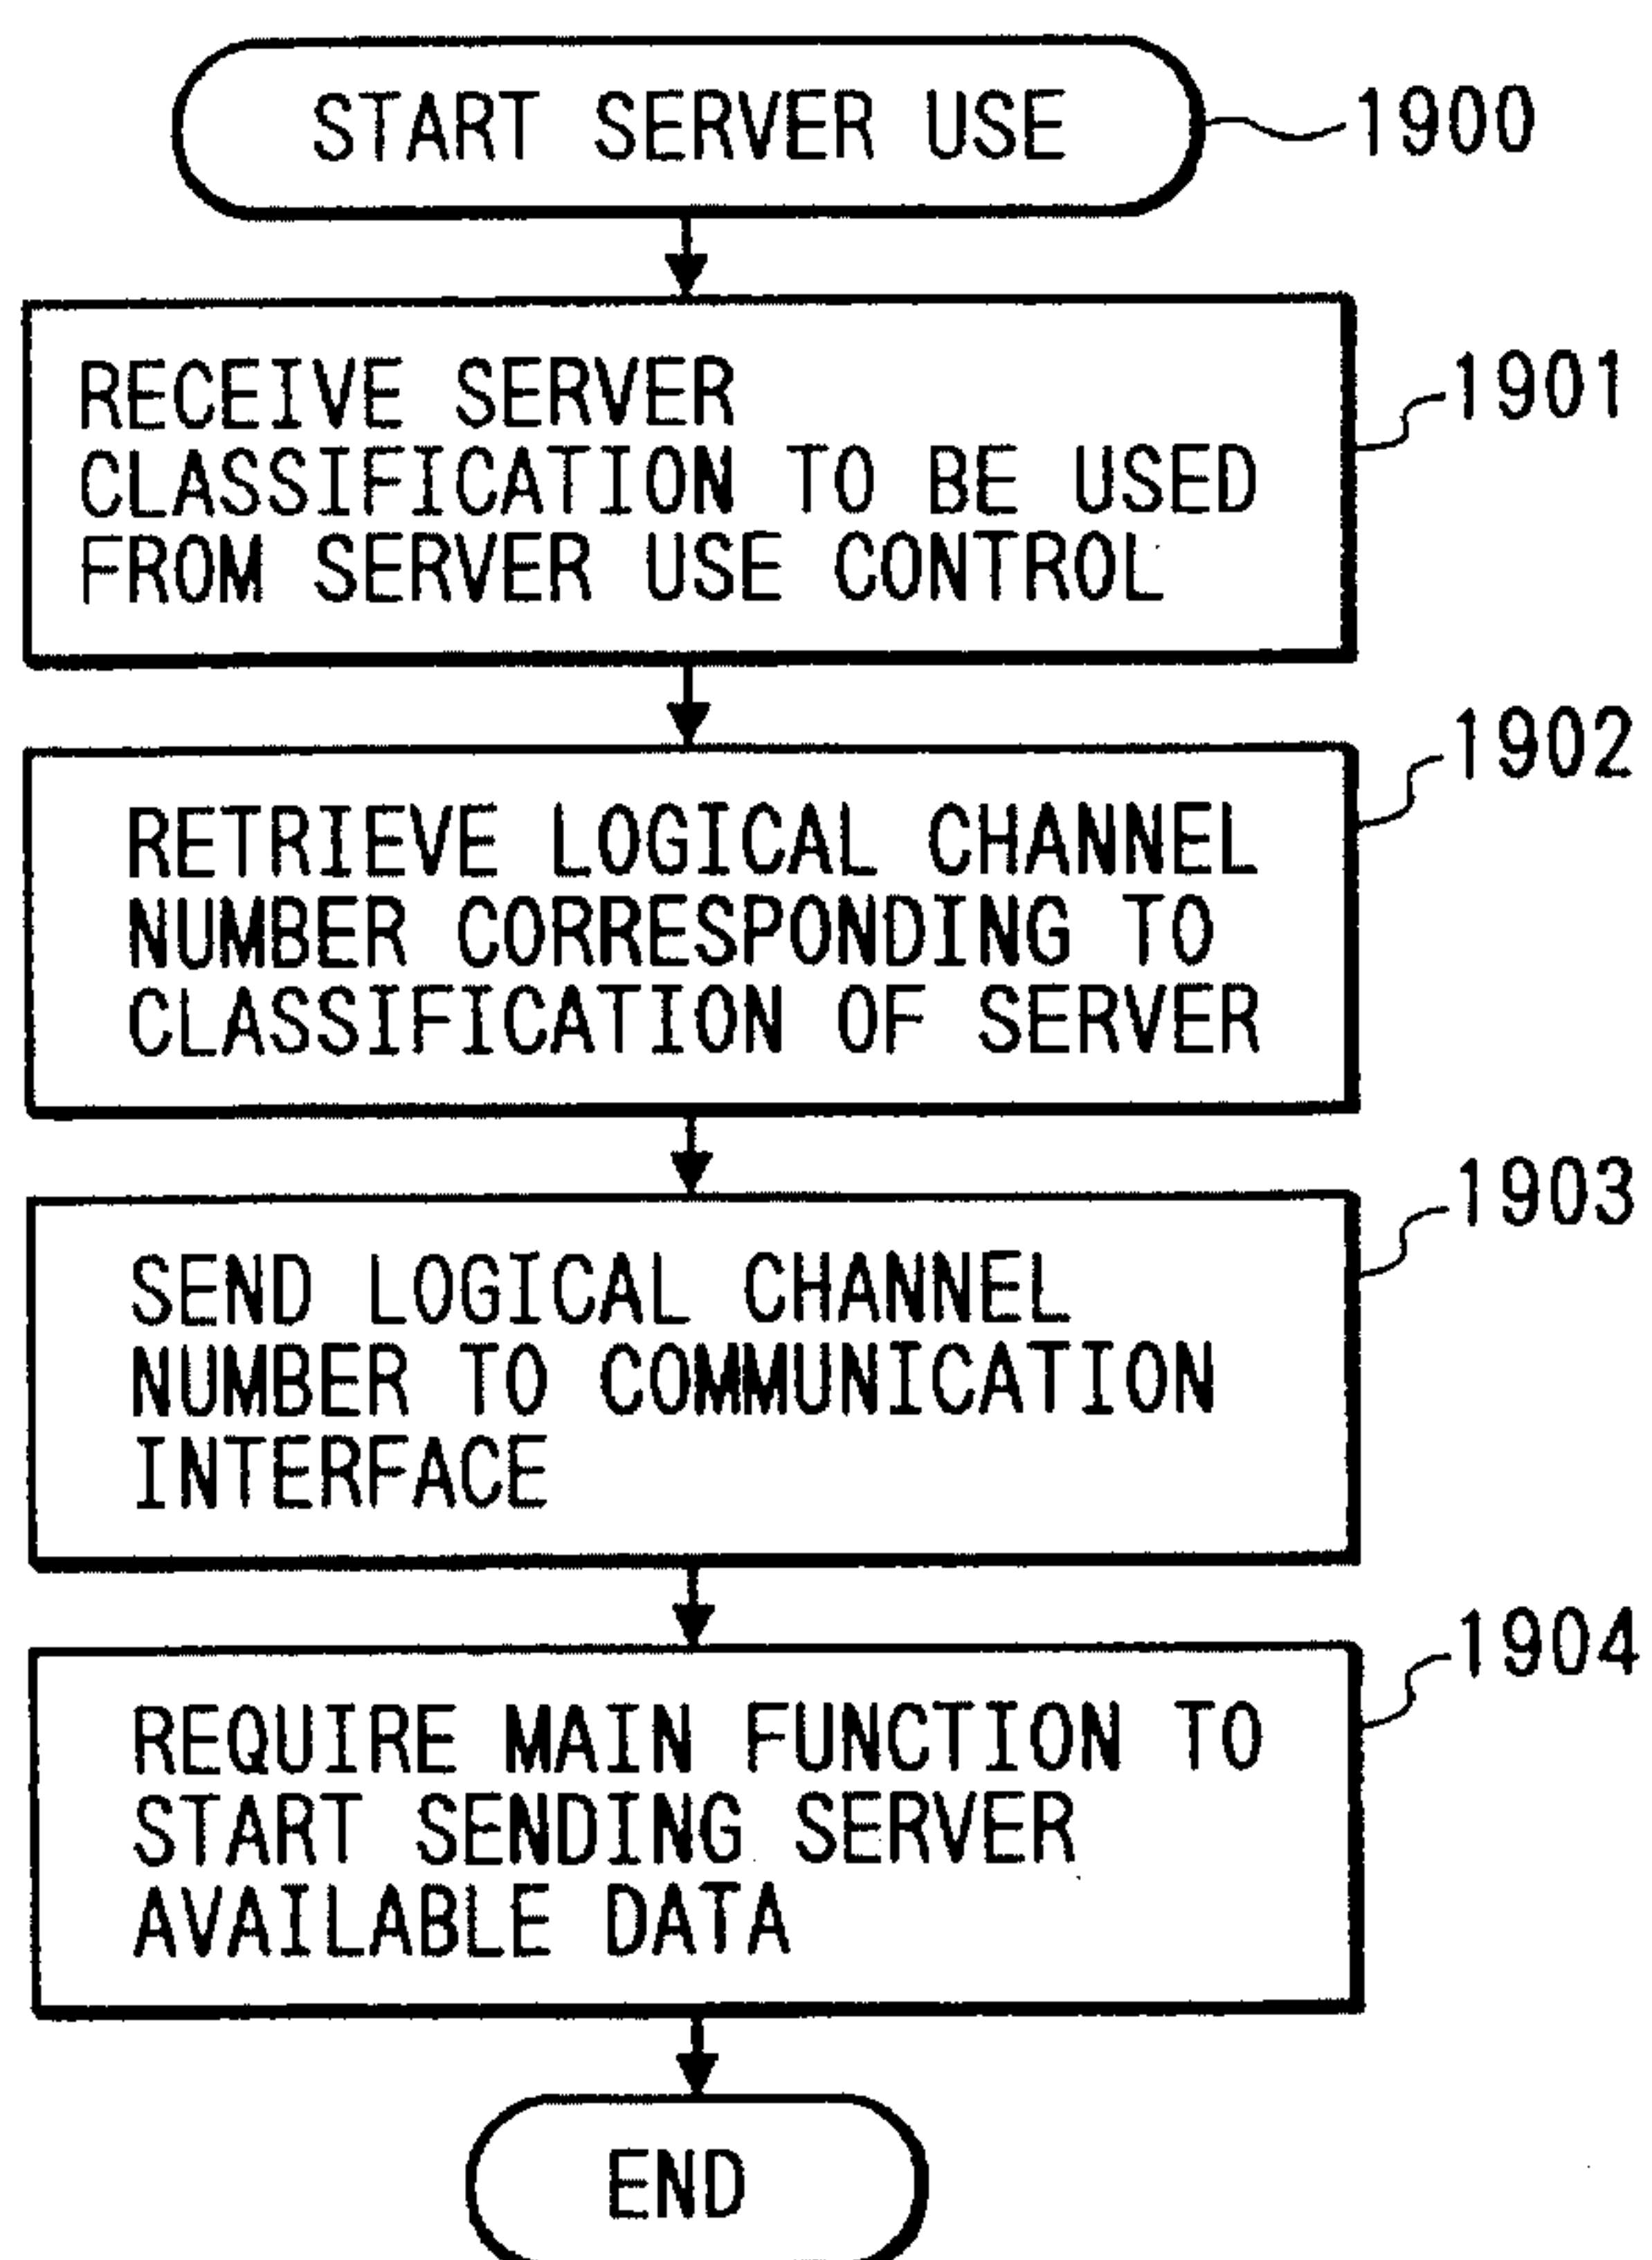 START SERVER USE
1900
RECEIVE SERVER
CLASSIFICATION TO BE USED
FROM SERVER USE CONTROL
1901
RETRIEVE LOGICAL CHANNEL
NUMBER CORRESPONDING TO
CLASSIFICATION OF SERVER
1902
SEND LOGICAL CHANNEL
NUMBER TO COMMUNICATION
INTERFACE
1903
REQUIRE MAIN FUNCTION TO
START SENDING SERVER
AVAILABLE DATA
1904
END